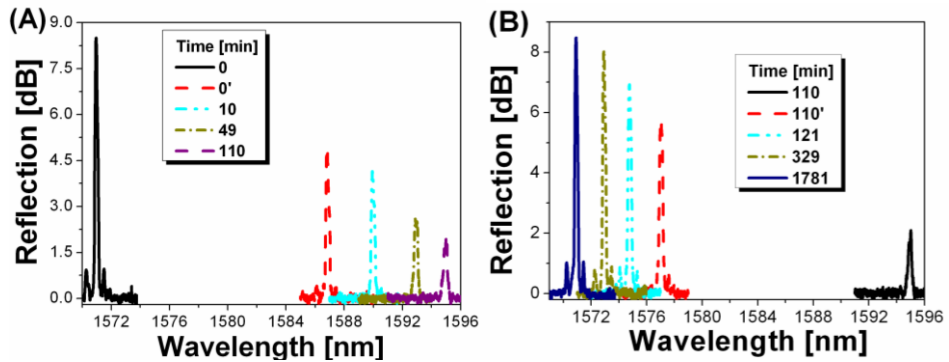 (A)
Reflection [dB]
9.0
7.5
6.0
4.5
3.0
1.5
0.0
Time [min]
0
0'
10
49
110
1572 1576 1580 1584 1588 1592 1596
Wavelength [nm]
(B)
Reflection [dB]
8
6
4
2
0
Time [min]
110
110'
121
329
1781
1572 1576 1580 1584 1588 1592 1596
Wavelength [nm]